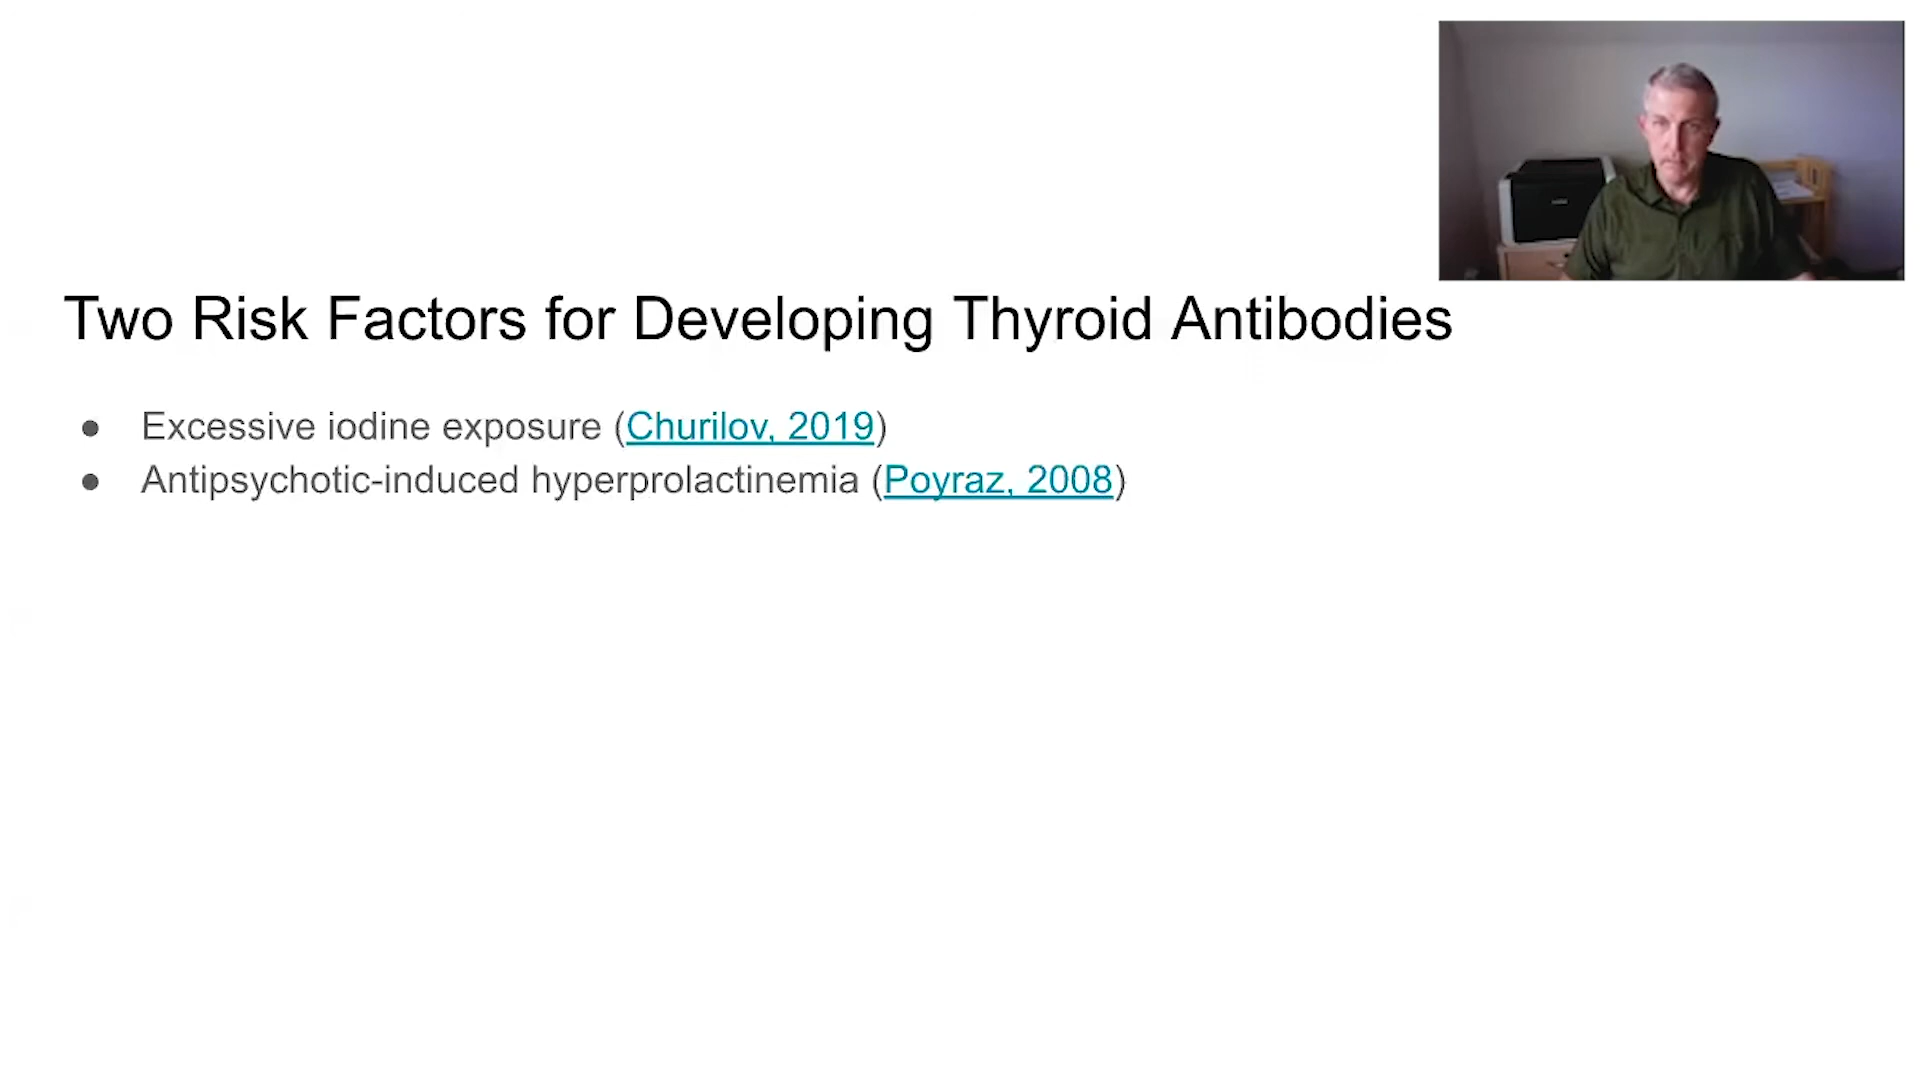 Two Risk Factors for Developing Thyroid Antibodies
● Excessive iodine exposure (Churilov, 2019)
● Antipsychotic-induced hyperprolactinemia (Poyraz, 2008)